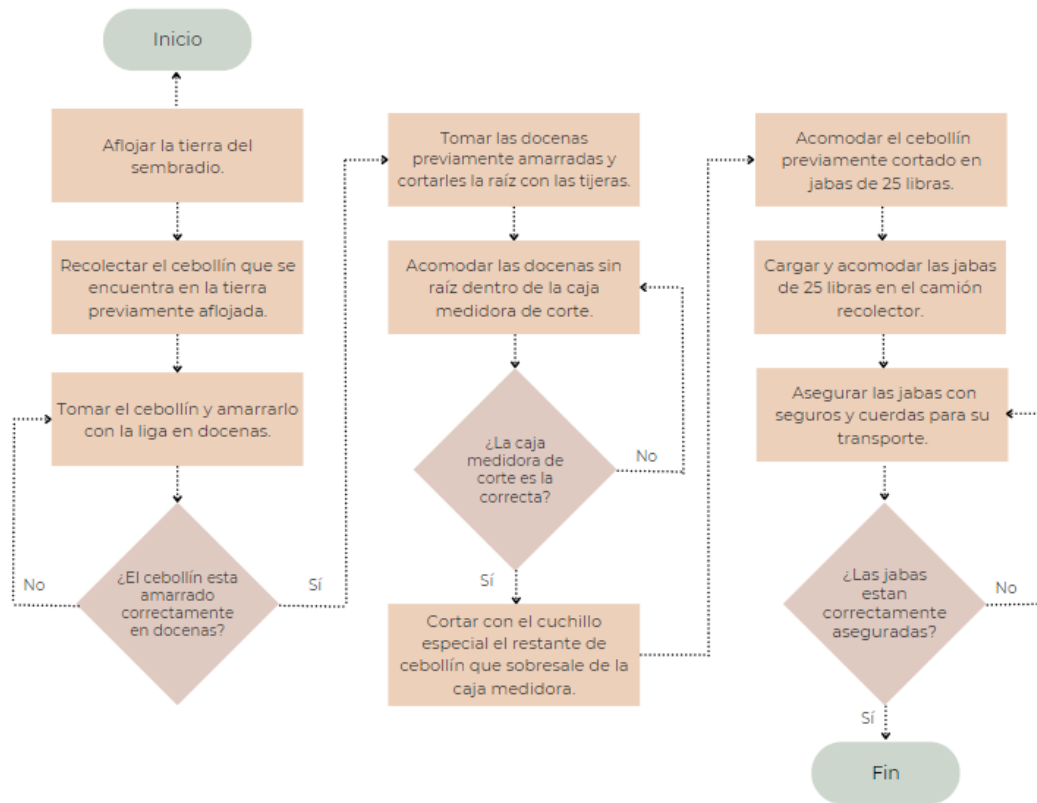 Inicio
Aflojar la tierra del
sembradio.
Recolectar el cebollín que se
encuentra en la tierra
previamente aflojada.
Tomar el cebollín y amarrarlo
con la liga en docenas.
¿El cebollín esta
amarrado
correctamente
en docenas?
No
Sí
Tomar las docenas
previamente amarradas y
cortarles la raíz con las tijeras.
Acomodar las docenas sin
raíz dentro de la caja
medidora de corte.
¿La caja
medidora de
corte es la
correcta?
No
Sí
Cortar con el cuchillo
especial el restante de
cebollín que sobresale de la
caja medidora.
Acomodar el cebollín
previamente cortado en
jabas de 25 libras.
Cargar y acomodar las jabas
de 25 libras en el camión
recolector.
Asegurar las jabas con
seguros y cuerdas para su
transporte.
¿Las jabas
estan
correctamente
aseguradas?
No
Sí
Fin